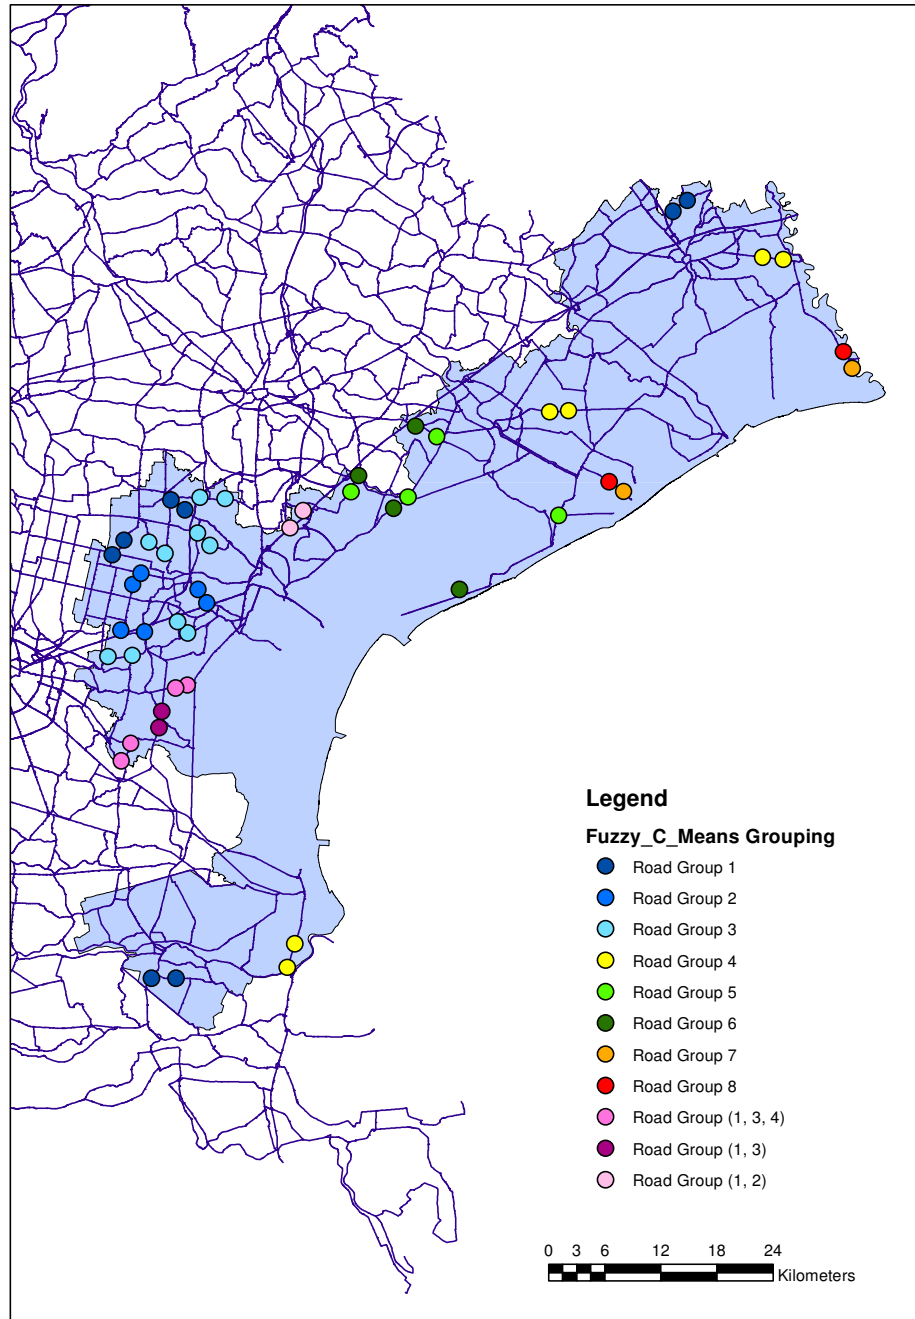 Legend
Fuzzy_C_Means Grouping
Road Group 1
Road Group 2
Road Group 3
Road Group 4
Road Group 5
Road Group 6
Road Group 7
Road Group 8
Road Group (1, 3, 4)
Road Group (1, 3)
Road Group (1, 2)
0 3 6 12 18 24
Kilometers